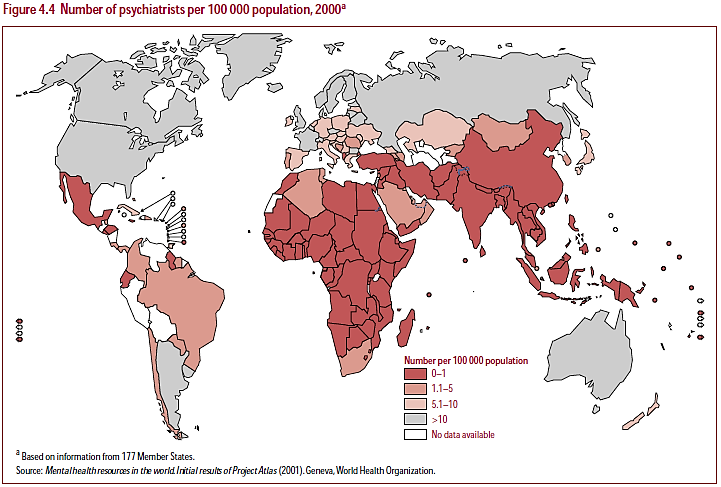 Figure 4.4 Number of psychiatrists per 100 000 population, 2000a
Number per 100 000 population
0–1
1.1–5
5.1–10
>10
No data available
a Based on information from 177 Member States.
Source: Mental health resources in the world. Initial results of Project Atlas (2001). Geneva, World Health Organization.